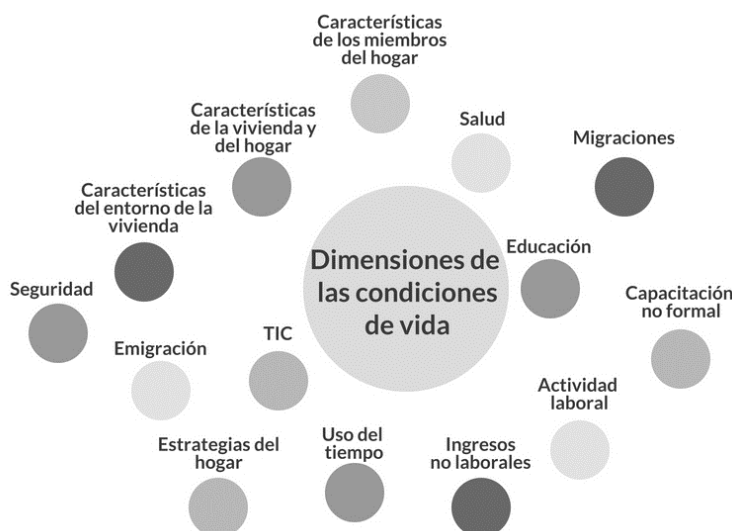 Características
de los miembros
del hogar
Salud
Migraciones
Características
de la vivienda y
del hogar
Características
del entorno de la
vivienda
Dimensiones de
las condiciones
de vida
Educación
Seguridad
Capacitación
no formal
TIC
Emigración
Actividad
laboral
Estrategias del
hogar
Uso del
tiempo
Ingresos
no laborales